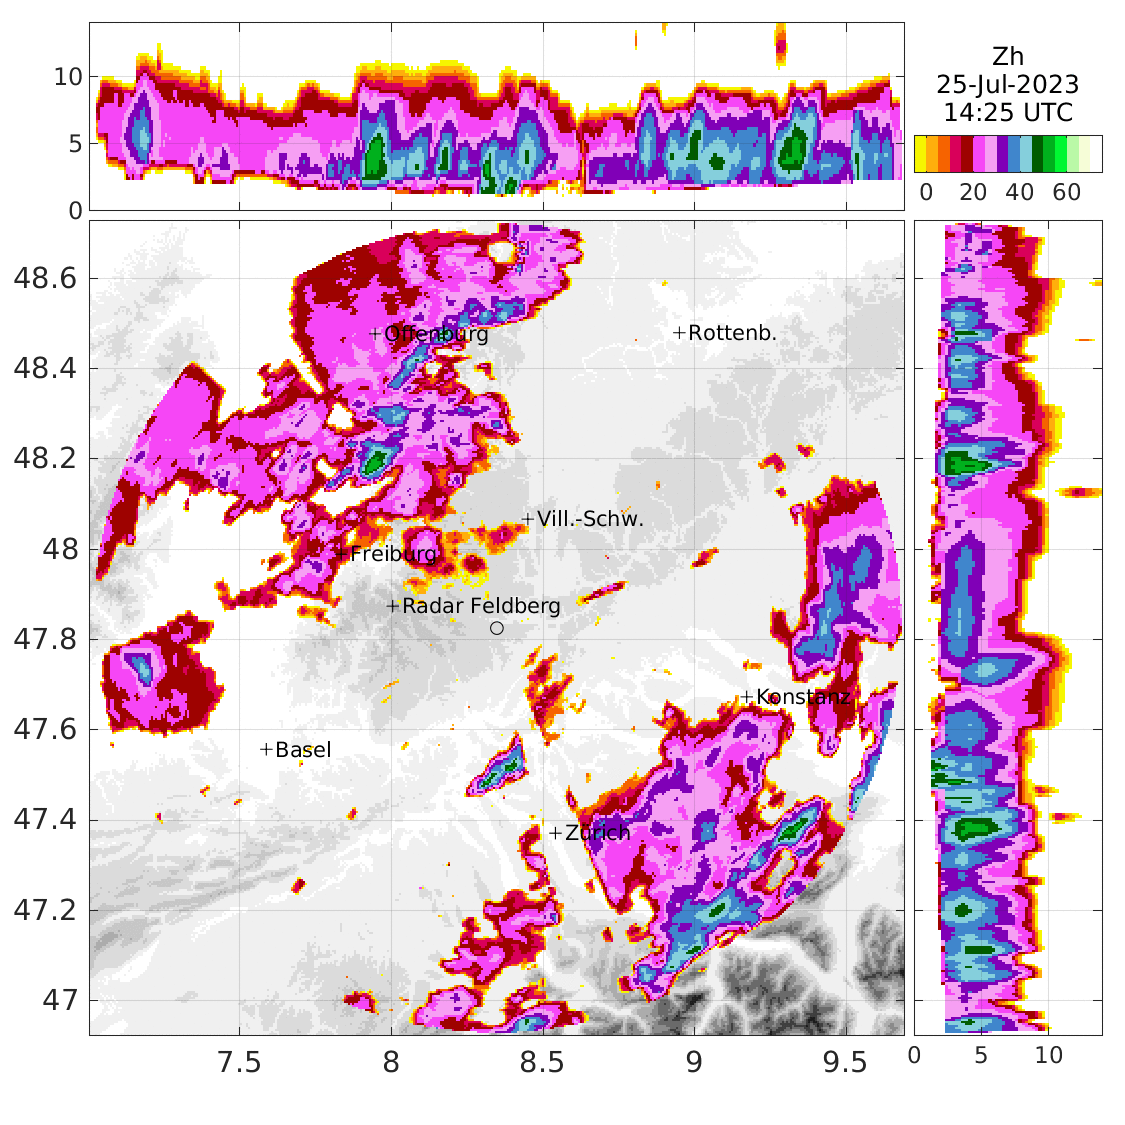 Zh
25-Jul-2023
14:25 UTC
0 20 40 60
10
5
0
48.6
48.4
48.2
48
47.8
47.6
47.4
47.2
47
+Offenburg
+Rottenb.
+Vill.-Schw.
+Freiburg
+Radar Feldberg
+Konstanz
+Basel
+Zürich
7.5 8 8.5 9 9.5
0 5 10